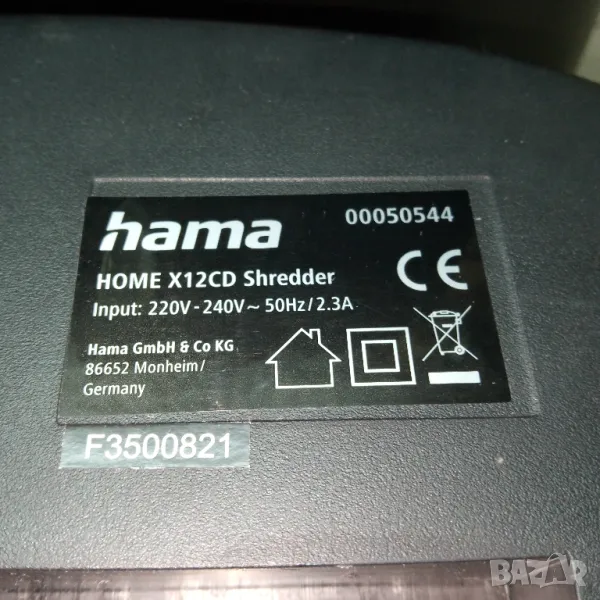 hama
00050544
HOME X12CD Shredder
Input: 220V-240V~ 50Hz/2.3A
CE
Hama GmbH & Co KG
86652 Monheim/
Germany
F3500821
BAZAR